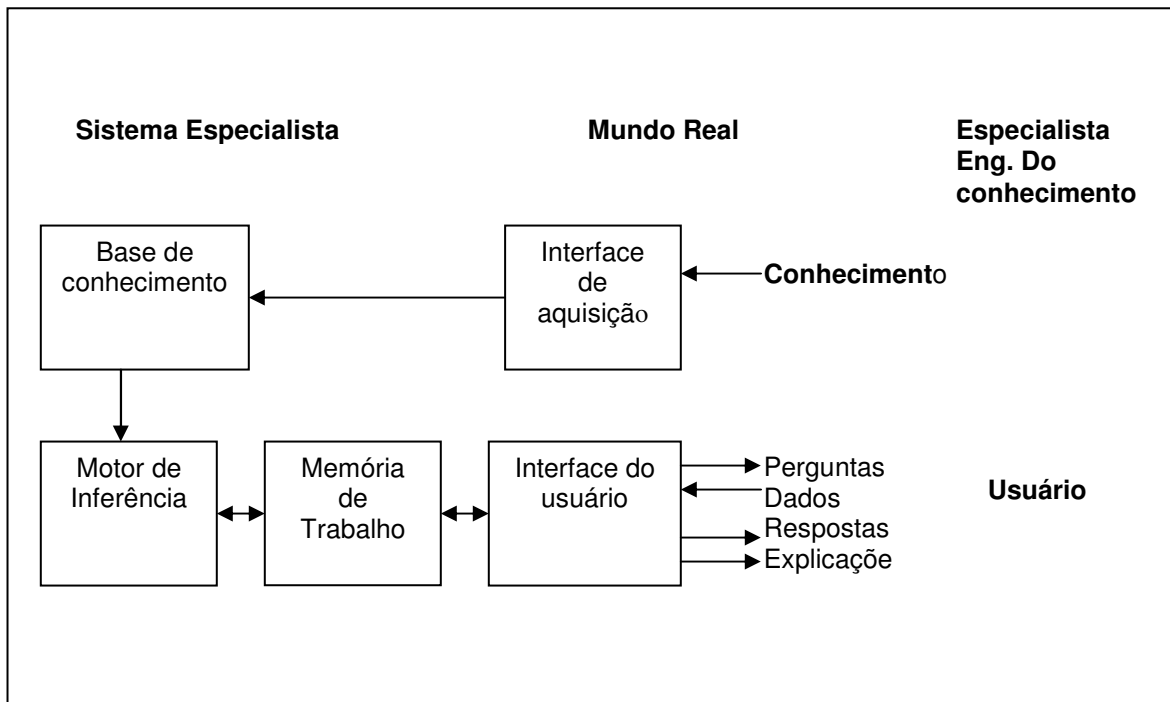 Sistema Especialista
Mundo Real
Especialista
Eng. Do
conhecimento
Base de
conhecimento
Interface
de
aquisição
Conhecimento
Motor de
Inferência
Memória
de
Trabalho
Interface do
usuário
Perguntas
Dados
Respostas
Explicaçõe
Usuário